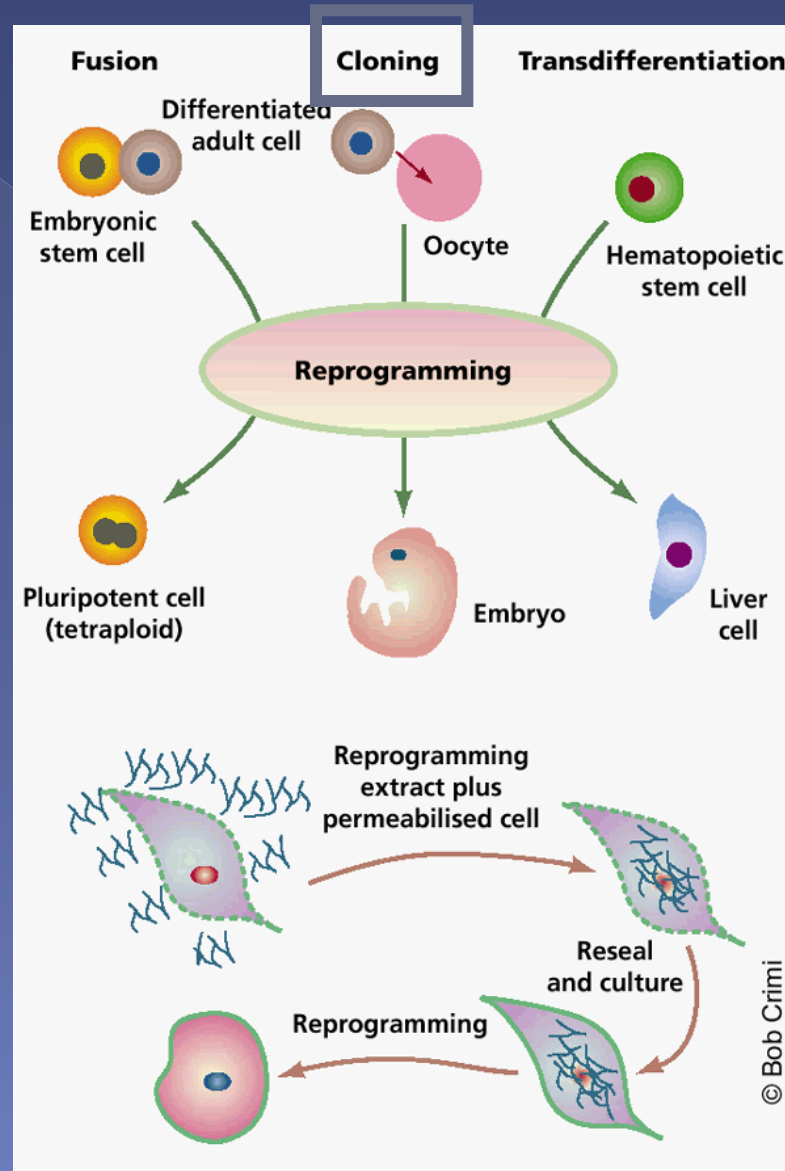 Fusion
Cloning
Transdifferentiation
Differentiated
adult cell
Embryonic
stem cell
Oocyte
Hematopoietic
stem cell
Reprogramming
Pluripotent cell
(tetraploid)
Embryo
Liver
cell
Reprogramming
extract plus
permeabilised cell
Reseal
and culture
Reprogramming
© Bob Crimi